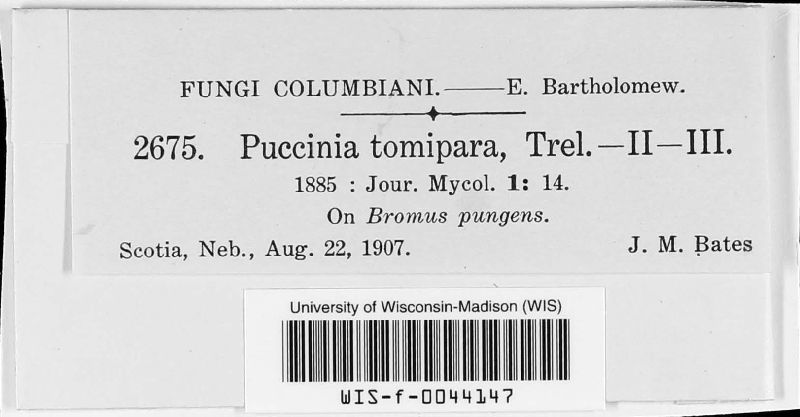 FUNGI COLUMBIANI.——E. Bartholomew.
2675. Puccinia tomipara, Trel.—II—III.
1885 : Jour. Mycol. 1: 14.
On Bromus pungens.
Scotia, Neb., Aug. 22, 1907. J. M. Bates
University of Wisconsin-Madison (WIS)
WIS-f-0044147